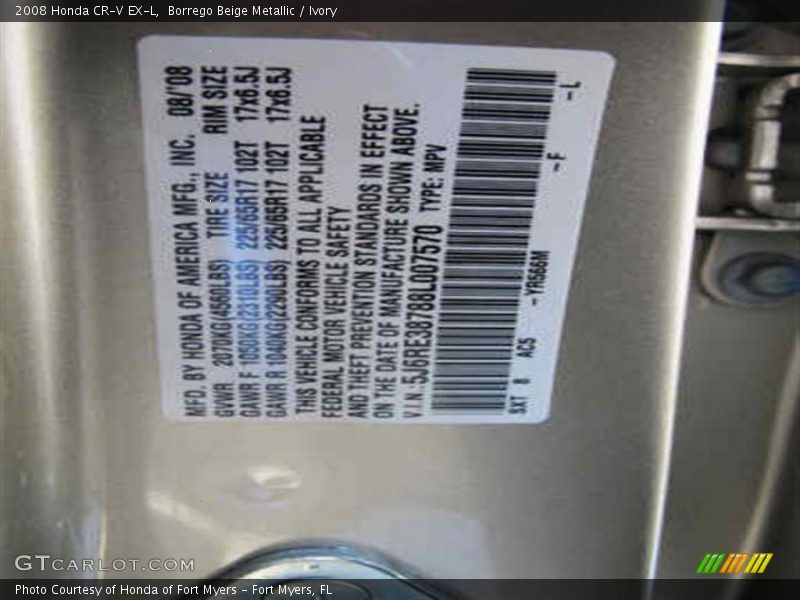 2008 Honda CR-V EX-L, Borrego Beige Metallic / Ivory
MFD. BY HONDA OF AMERICA MFG., INC. 08/'08
GVWR 2070KG(4560LBS) TIRE SIZE RIM SIZE
GAWR F 1050KG(2310LBS) 225/65R17 102T 17x6.5J
GAWR R 1040KG(2290LBS) 225/65R17 102T 17x6.5J
THIS VEHICLE CONFORMS TO ALL APPLICABLE
FEDERAL MOTOR VEHICLE SAFETY
AND THEFT PREVENTION STANDARDS IN EFFECT
ON THE DATE OF MANUFACTURE SHOWN ABOVE.
V.I.N. 5J6RE38788L007570 TYPE: MPV
SXT 8 AC5 -YR566M -F -L
GTCARLOT.COM
Photo Courtesy of Honda of Fort Myers - Fort Myers, FL